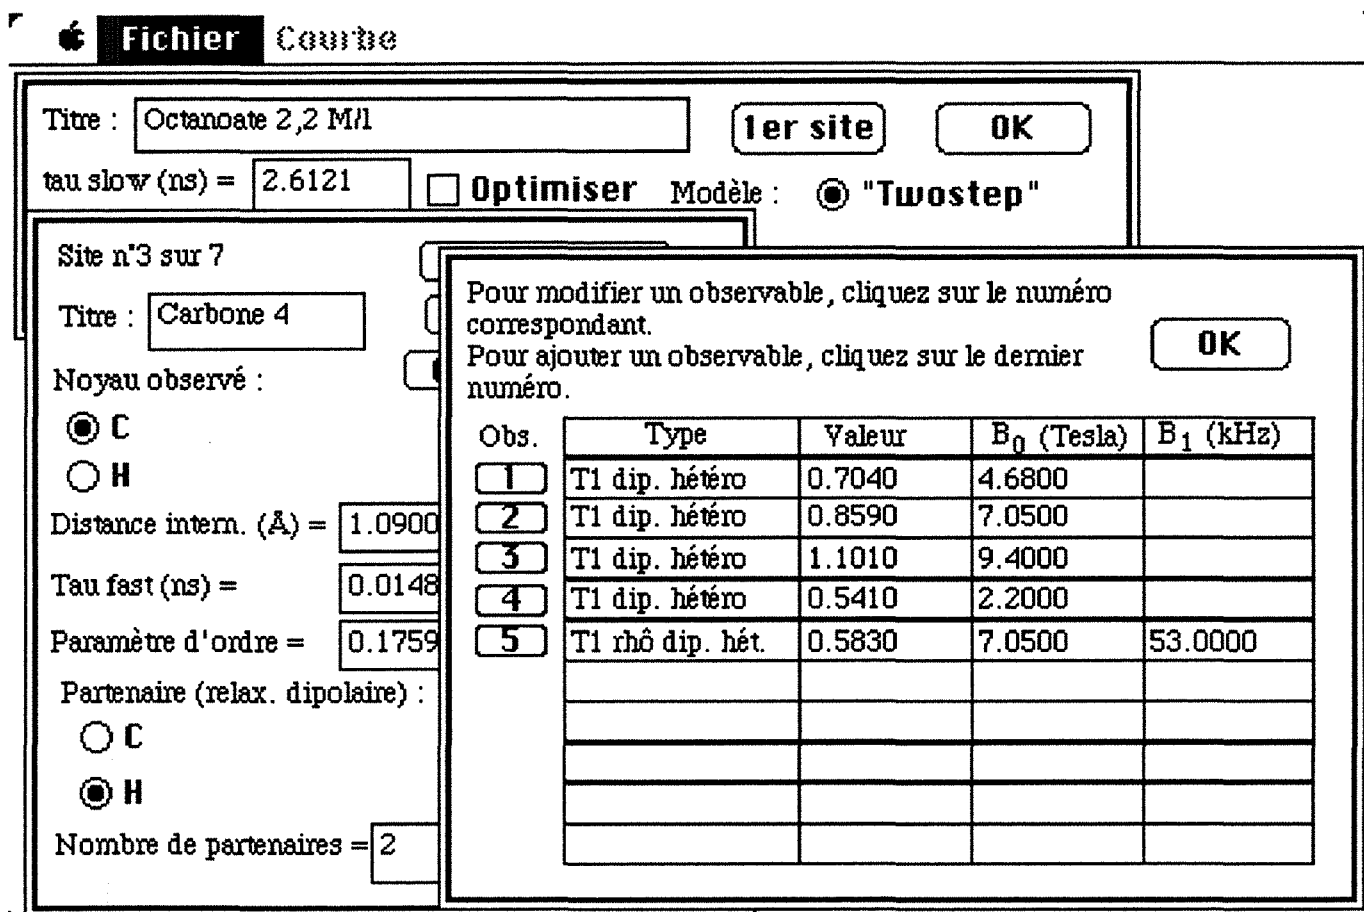 Fichier Courbe
Titre : Octanoate 2,2 M/l 1er site OK
tau slow (ns) = 2.6121 Optimiser Modèle : "Twostep"
Site n°3 sur 7
Titre : Carbone 4
Noyau observé :
C
H
Distance intern. (Å) = 1.0900
Tau fast (ns) = 0.0148
Paramètre d'ordre = 0.1759
Partenaire (relax. dipolaire) :
C
H
Nombre de partenaires = 2
Pour modifier un observable, cliquez sur le numéro
correspondant.
Pour ajouter un observable, cliquez sur le dernier
numéro.
OK
Obs. Type Valeur B0 (Tesla) B1 (kHz)
1 T1 dip. hétéro 0.7040 4.6800
2 T1 dip. hétéro 0.8590 7.0500
3 T1 dip. hétéro 1.1010 9.4000
4 T1 dip. hétéro 0.5410 2.2000
5 T1 rhô dip. hét. 0.5830 7.0500 53.0000